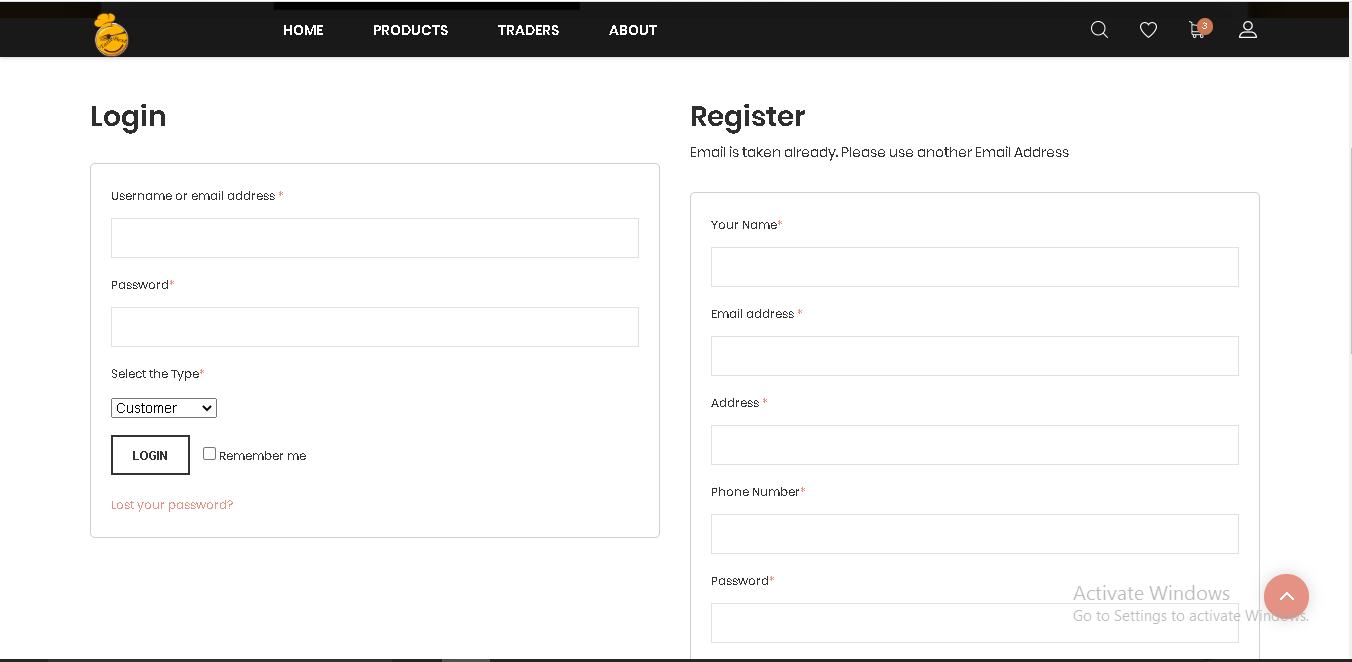 HOME PRODUCTS TRADERS ABOUT 3
Login
Username or email address *
Password*
Select the Type*
Customer
LOGIN Remember me
Lost your password?
Register
Email is taken already. Please use another Email Address
Your Name*
Email address *
Address *
Phone Number*
Password*
Activate Windows
Go to Settings to activate Windows.